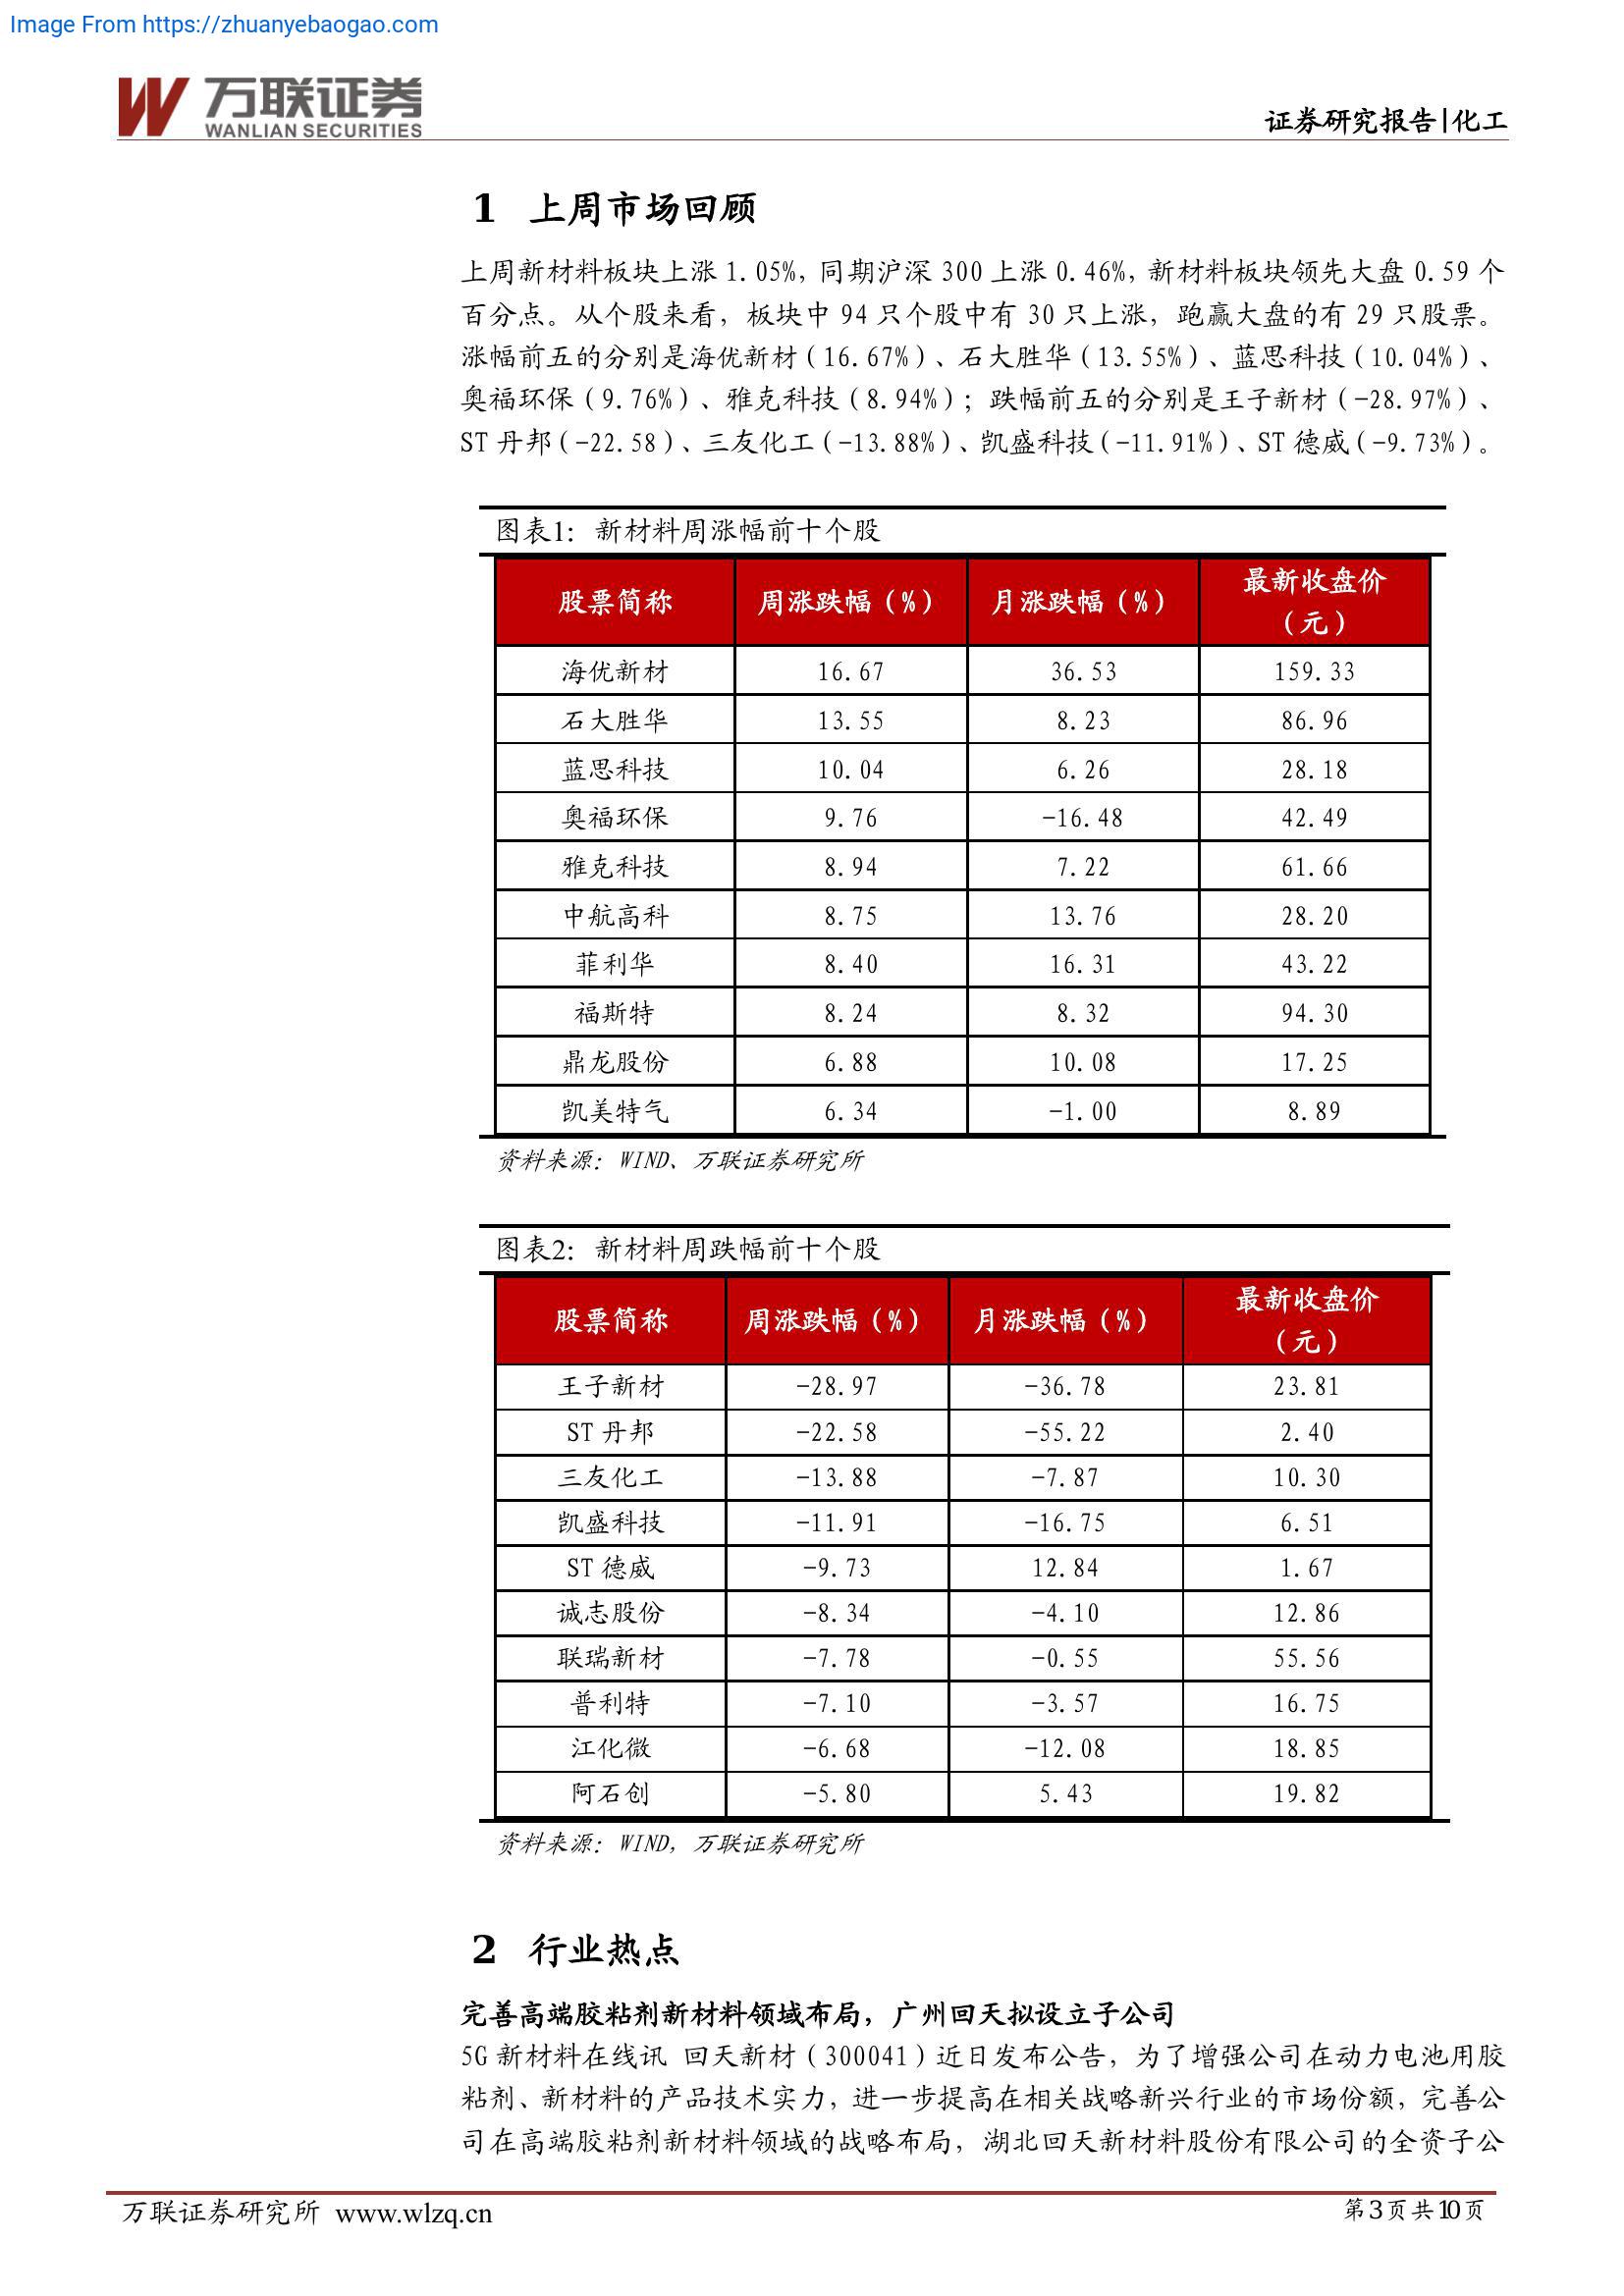 Image From https://zhuanyebaogao.com
万联证券
WANLIAN SECURITIES
证券研究报告|化工
1 上周市场回顾
上周新材料板块上涨 1.05%,同期沪深 300 上涨 0.46%,新材料板块领先大盘 0.59 个
百分点。从个股来看，板块中 94 只个股中有 30 只上涨，跑赢大盘的有 29 只股票。
涨幅前五的分别是海优新材（16.67%）、石大胜华（13.55%）、蓝思科技（10.04%）、
奥福环保（9.76%）、雅克科技（8.94%）；跌幅前五的分别是王子新材（-28.97%）、
ST 丹邦（-22.58）、三友化工（-13.88%）、凯盛科技（-11.91%）、ST 德威（-9.73%）。
图表1：新材料周涨幅前十个股
股票简称 周涨跌幅（%） 月涨跌幅（%） 最新收盘价（元）
海优新材 16.67 36.53 159.33
石大胜华 13.55 8.23 86.96
蓝思科技 10.04 6.26 28.18
奥福环保 9.76 -16.48 42.49
雅克科技 8.94 7.22 61.66
中航高科 8.75 13.76 28.20
菲利华 8.40 16.31 43.22
福斯特 8.24 8.32 94.30
鼎龙股份 6.88 10.08 17.25
凯美特气 6.34 -1.00 8.89
资料来源：WIND、万联证券研究所
图表2：新材料周跌幅前十个股
股票简称 周涨跌幅（%） 月涨跌幅（%） 最新收盘价（元）
王子新材 -28.97 -36.78 23.81
ST 丹邦 -22.58 -55.22 2.40
三友化工 -13.88 -7.87 10.30
凯盛科技 -11.91 -16.75 6.51
ST 德威 -9.73 12.84 1.67
诚志股份 -8.34 -4.10 12.86
联瑞新材 -7.78 -0.55 55.56
普利特 -7.10 -3.57 16.75
江化微 -6.68 -12.08 18.85
阿石创 -5.80 5.43 19.82
资料来源：WIND，万联证券研究所
2 行业热点
完善高端胶粘剂新材料领域布局，广州回天拟设立子公司
5G 新材料在线讯 回天新材（300041）近日发布公告，为了增强公司在动力电池用胶
粘剂、新材料的产品技术实力，进一步提高在相关战略新兴行业的市场份额，完善公
司在高端胶粘剂新材料领域的战略布局，湖北回天新材料股份有限公司的全资子公
万联证券研究所 www.wlzq.cn
第3页共10页